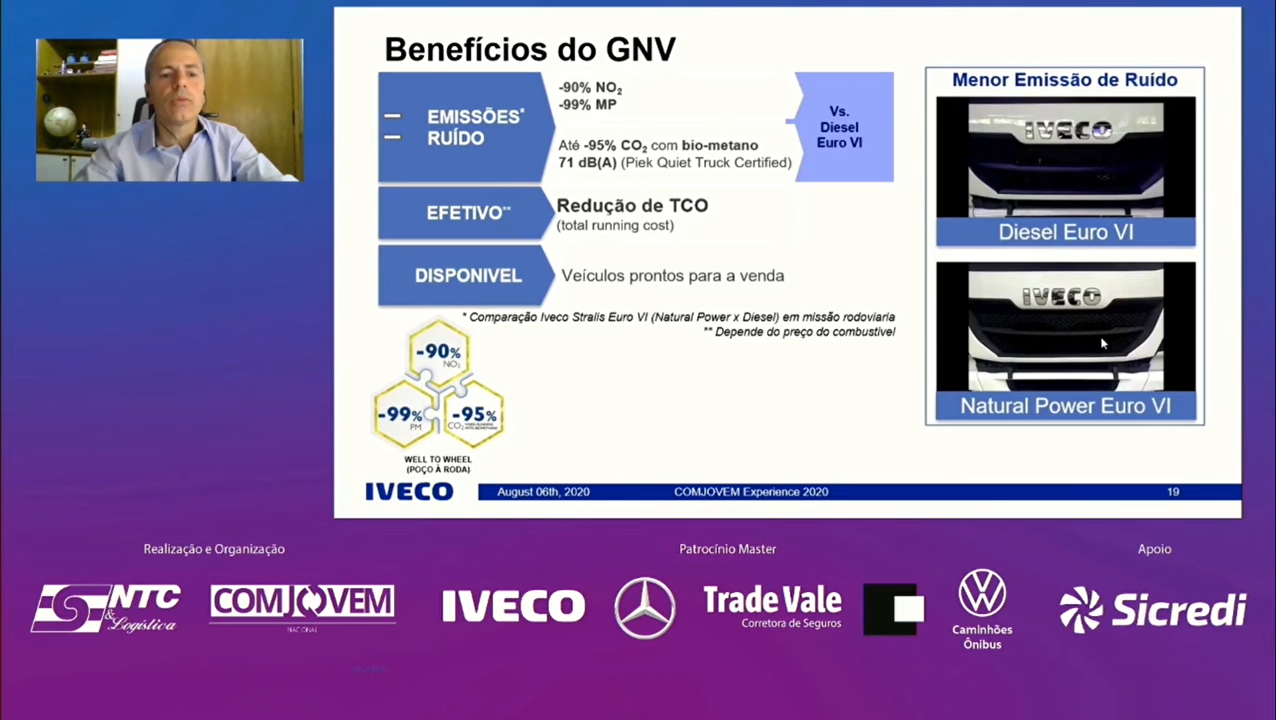 Benefícios do GNV
EMISSÕES*
RUÍDO
-90% NO2
-99% MP
Até -95% CO2 com bio-metano
71 dB(A) (Piek Quiet Truck Certified)
Vs.
Diesel
Euro VI
EFETIVO**
Redução de TCO
(total running cost)
DISPONIVEL
Veículos prontos para a venda
* Comparação Iveco Stralis Euro VI (Natural Power x Diesel) em missão rodoviaria
** Depende do preço do combustivel
-90%
NO2
-99%
PM
-95%
CO2
WELL TO WHEEL
(POÇO À RODA)
Menor Emissão de Ruído
IVECO
Diesel Euro VI
IVECO
Natural Power Euro VI
IVECO
August 06th, 2020
COMJOVEM Experience 2020
19
Realização e Organização
Patrocínio Master
Apoio
NTC
& Logística
COMJOVEM
NACIONAL
IVECO
Trade Vale
Corretora de Seguros
Caminhões
Ônibus
Sicredi